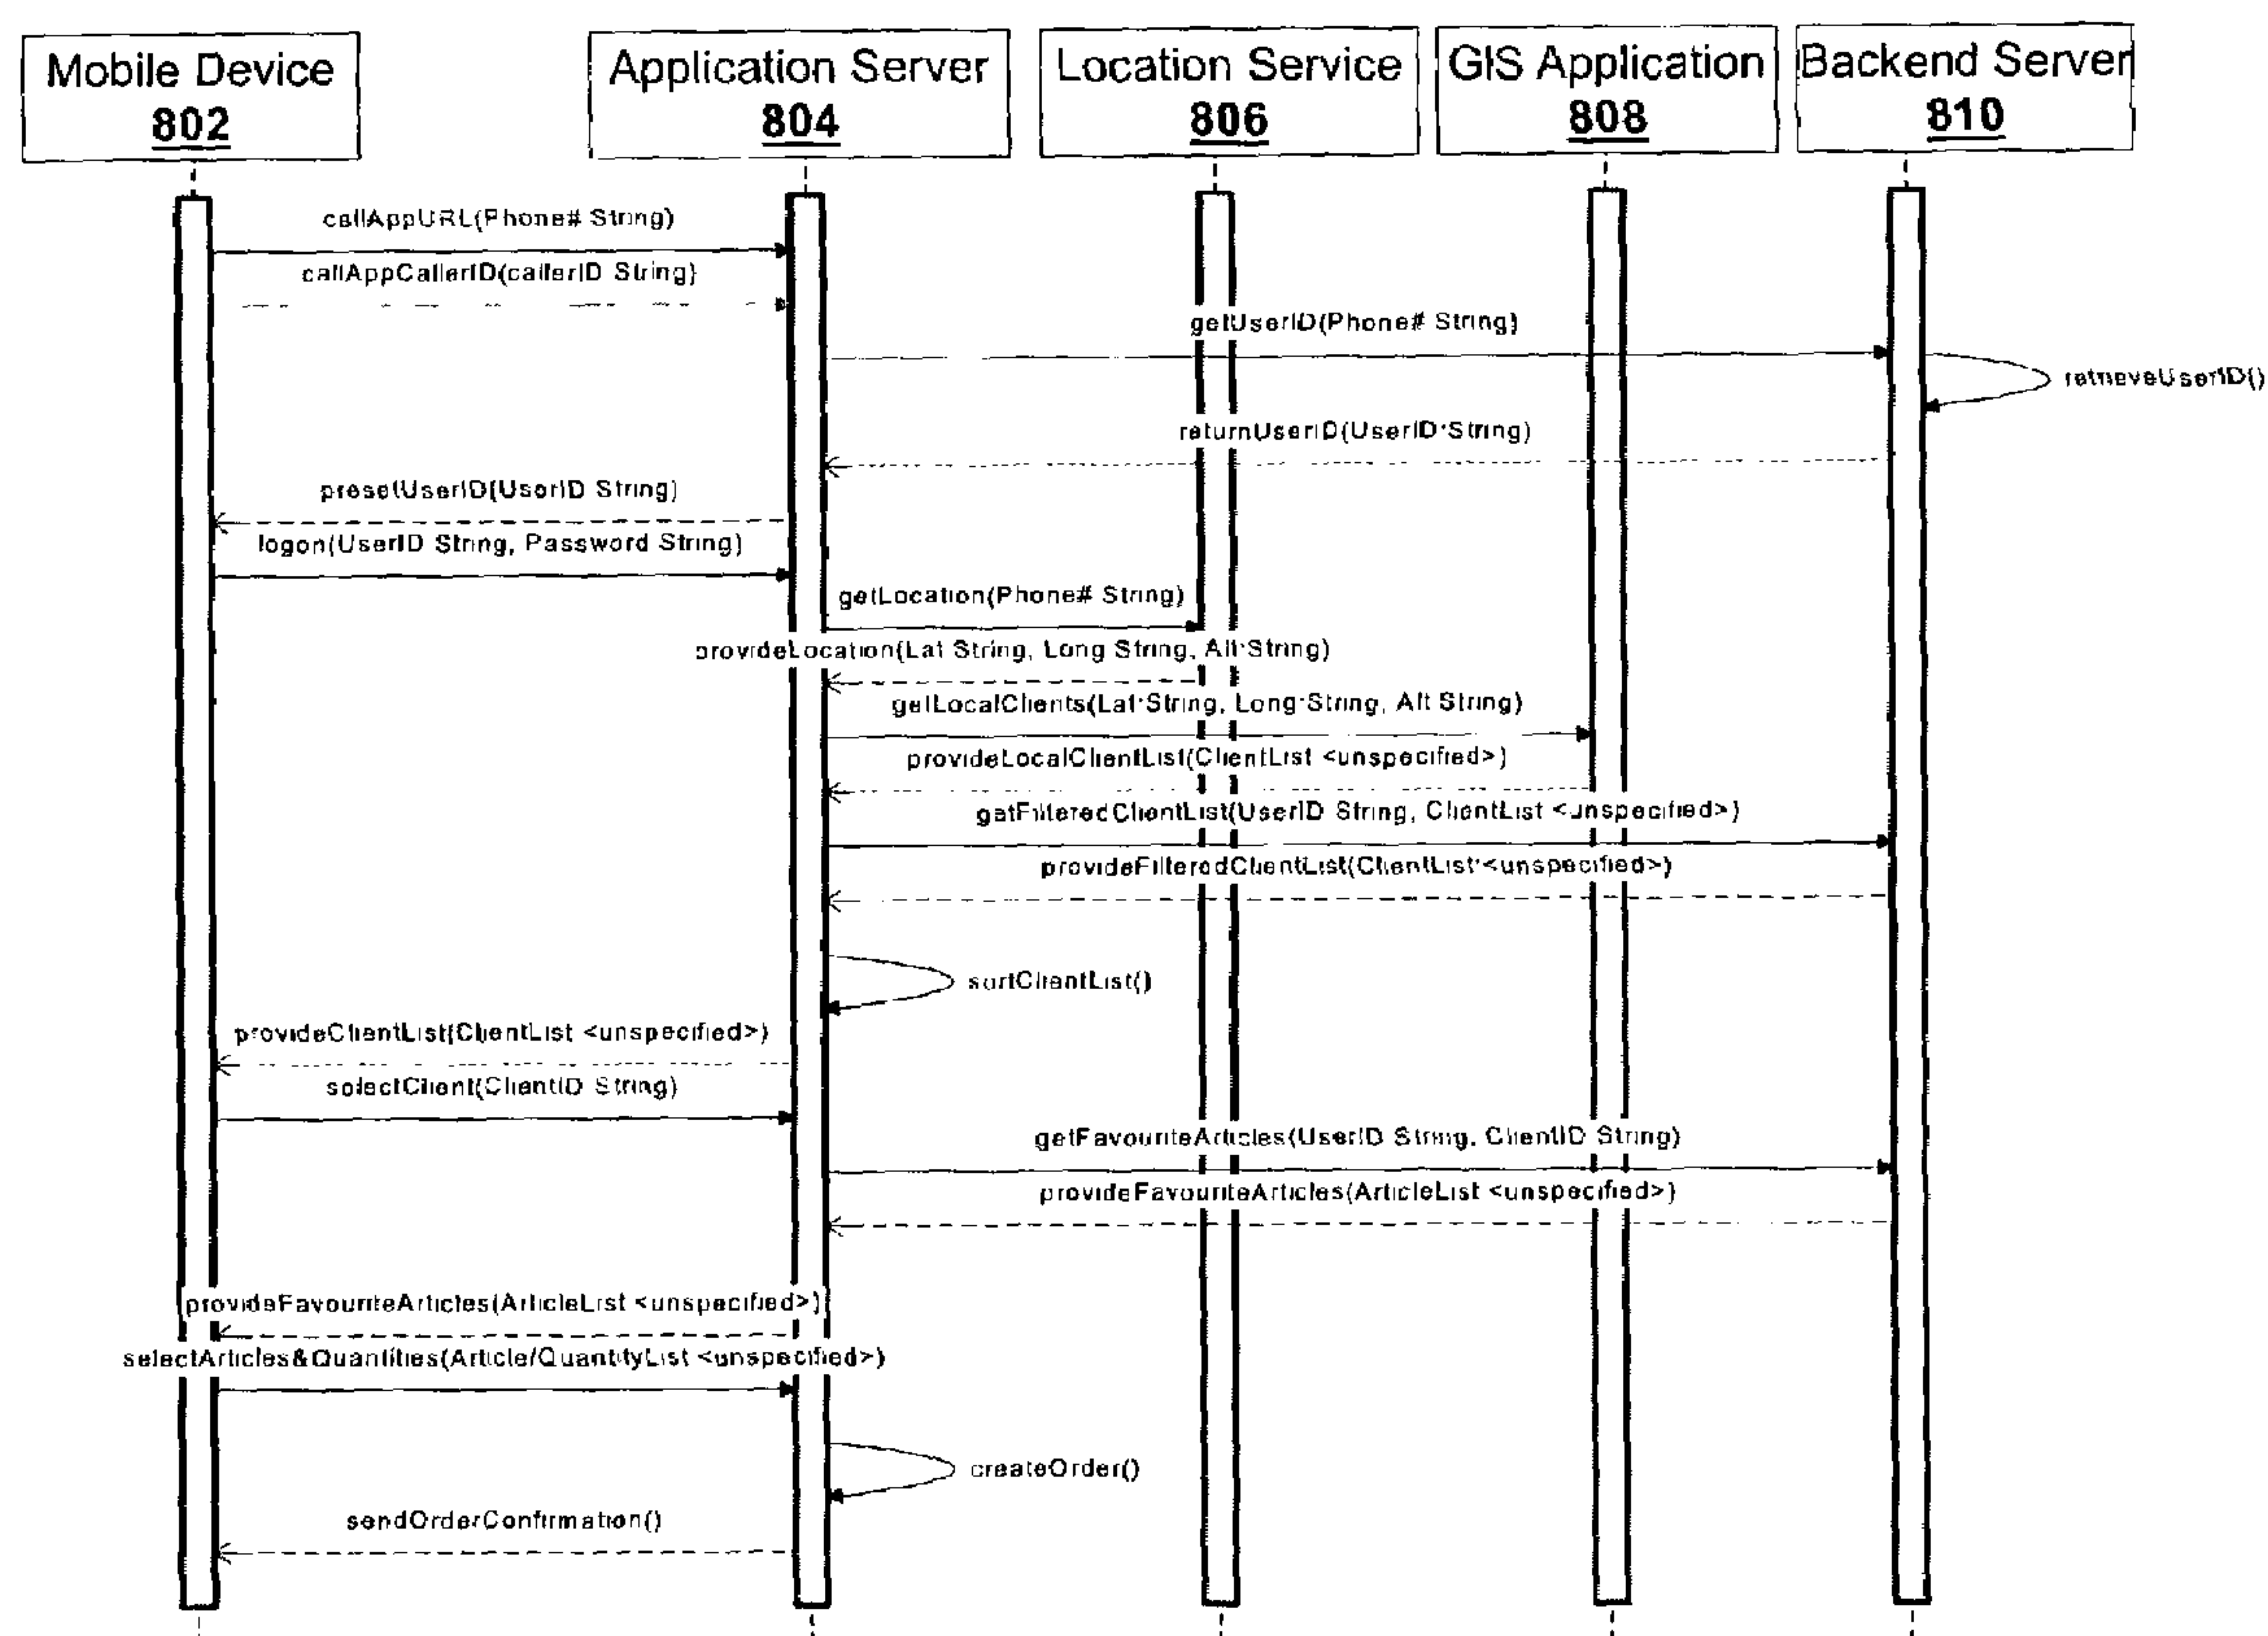 Mobile Device
802
Application Server
804
Location Service
806
GIS Application
808
Backend Server
810
callAppURL(Phone# String)
callAppCallerID(callerID String)
getUserID(Phone# String)
retrieveUserID()
returnUserID(UserID:String)
presetUserID(UserID String)
logon(UserID String, Password String)
getLocation(Phone# String)
provideLocation(Lat String, Long String, Alt:String)
getLocalClients(Lat:String, Long:String, Alt String)
provideLocalClientList(ClientList <unspecified>)
getFilteredClientList(UserID String, ClientList <unspecified>)
provideFilteredClientList(ClientList:<unspecified>)
sortClientList()
provideClientList(ClientList <unspecified>)
selectClient(ClientID String)
getFavouriteArticles(UserID String, ClientID String)
provideFavouriteArticles(ArticleList <unspecified>)
provideFavouriteArticles(ArticleList <unspecified>)
selectArticles&Quantities(Article/QuantityList <unspecified>)
createOrder()
sendOrderConfirmation()